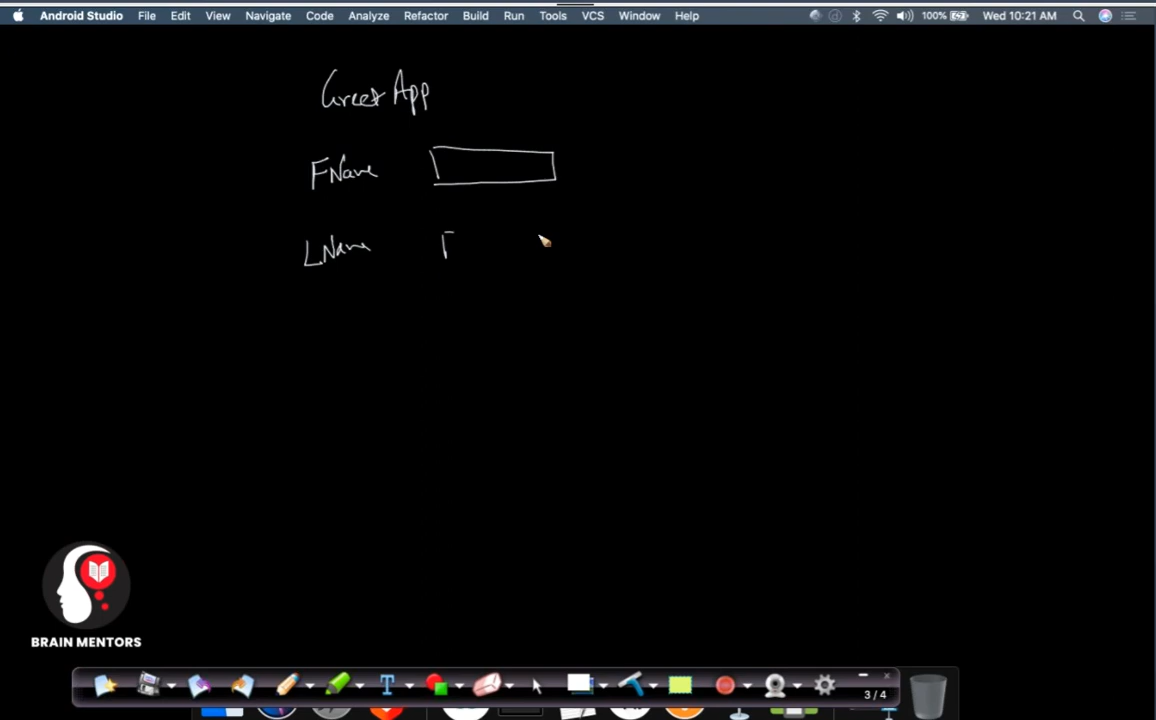 Android Studio File Edit View Navigate Code Analyze Refactor Build Run Tools VCS Window Help 100% Wed 10:21 AM
Greet App
FName
LName
BRAIN MENTORS
T
3 / 4